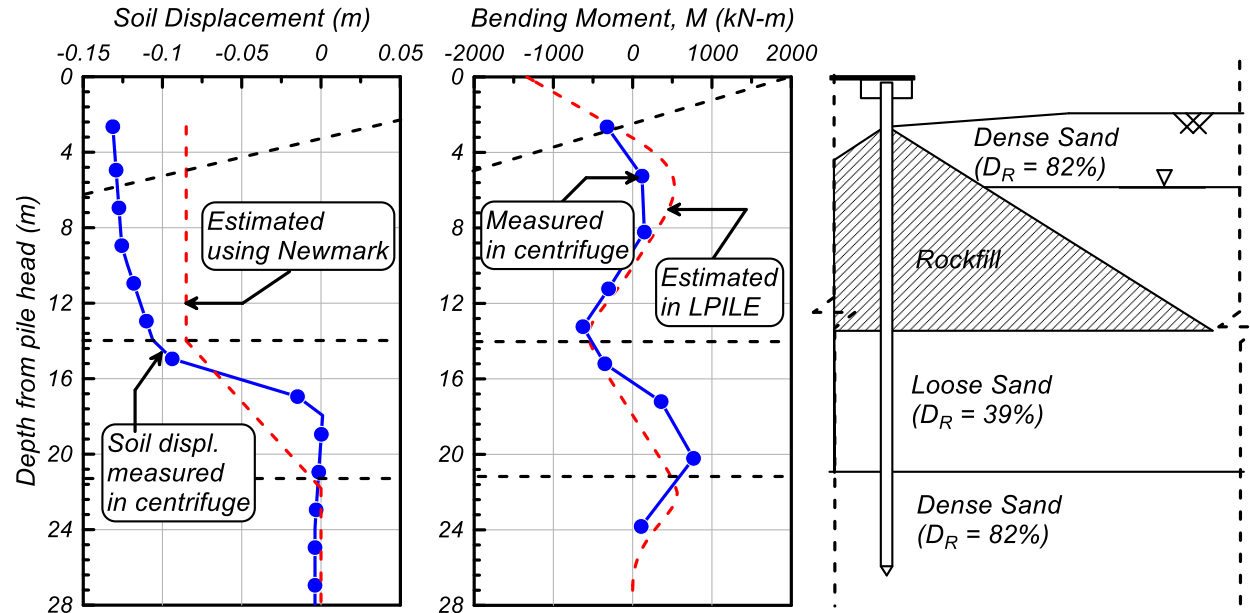 Soil Displacement (m)
-0.15 -0.1 -0.05 0 0.05
Depth from pile head (m)
0
4
8
12
16
20
24
28
Estimated
using Newmark
Soil displ.
measured
in centrifuge
Bending Moment, M (kN-m)
-2000 -1000 0 1000 2000
0
4
8
12
16
20
24
28
Measured
in centrifuge
Estimated
in LPILE
Dense Sand
(DR = 82%)
Rockfill
Loose Sand
(DR = 39%)
Dense Sand
(DR = 82%)